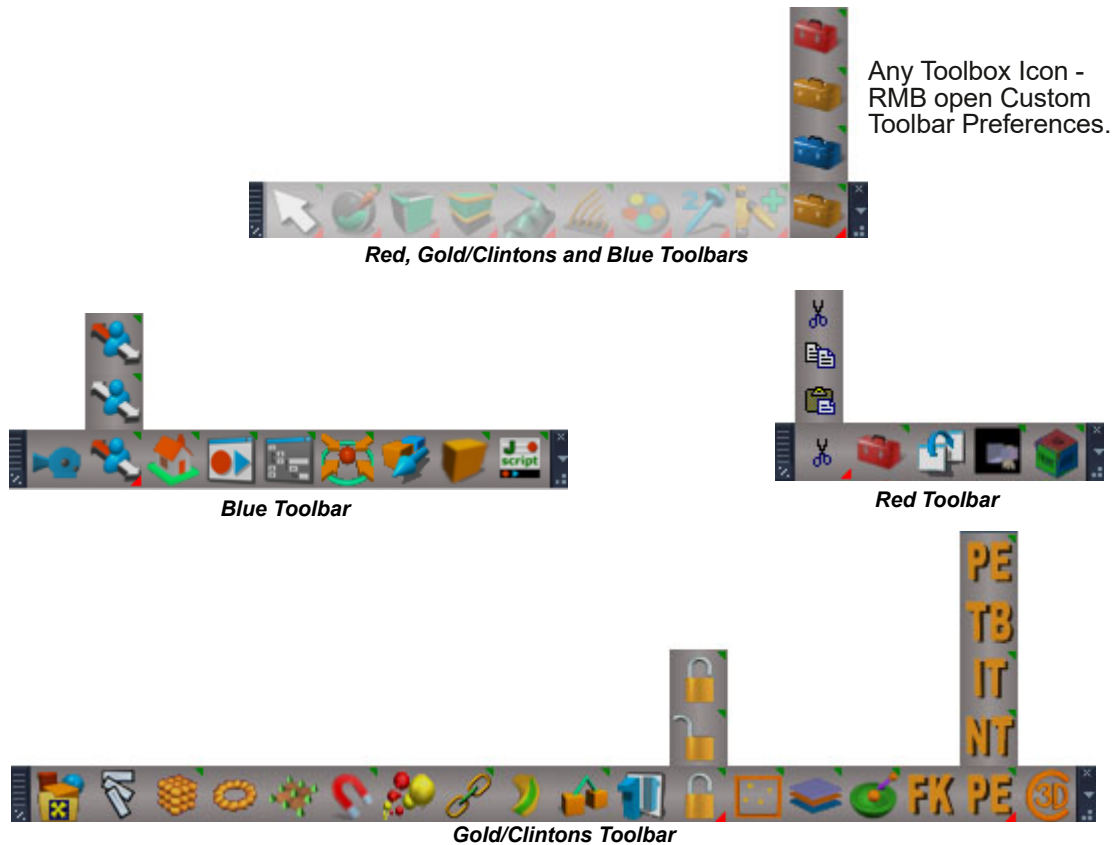 Any Toolbox Icon -
RMB open Custom
Toolbar Preferences.
2
Red, Gold/Clintons and Blue Toolbars
J
script
Blue Toolbar
Red Toolbar
PE
TB
IT
NT
FK PE 3D
Gold/Clintons Toolbar